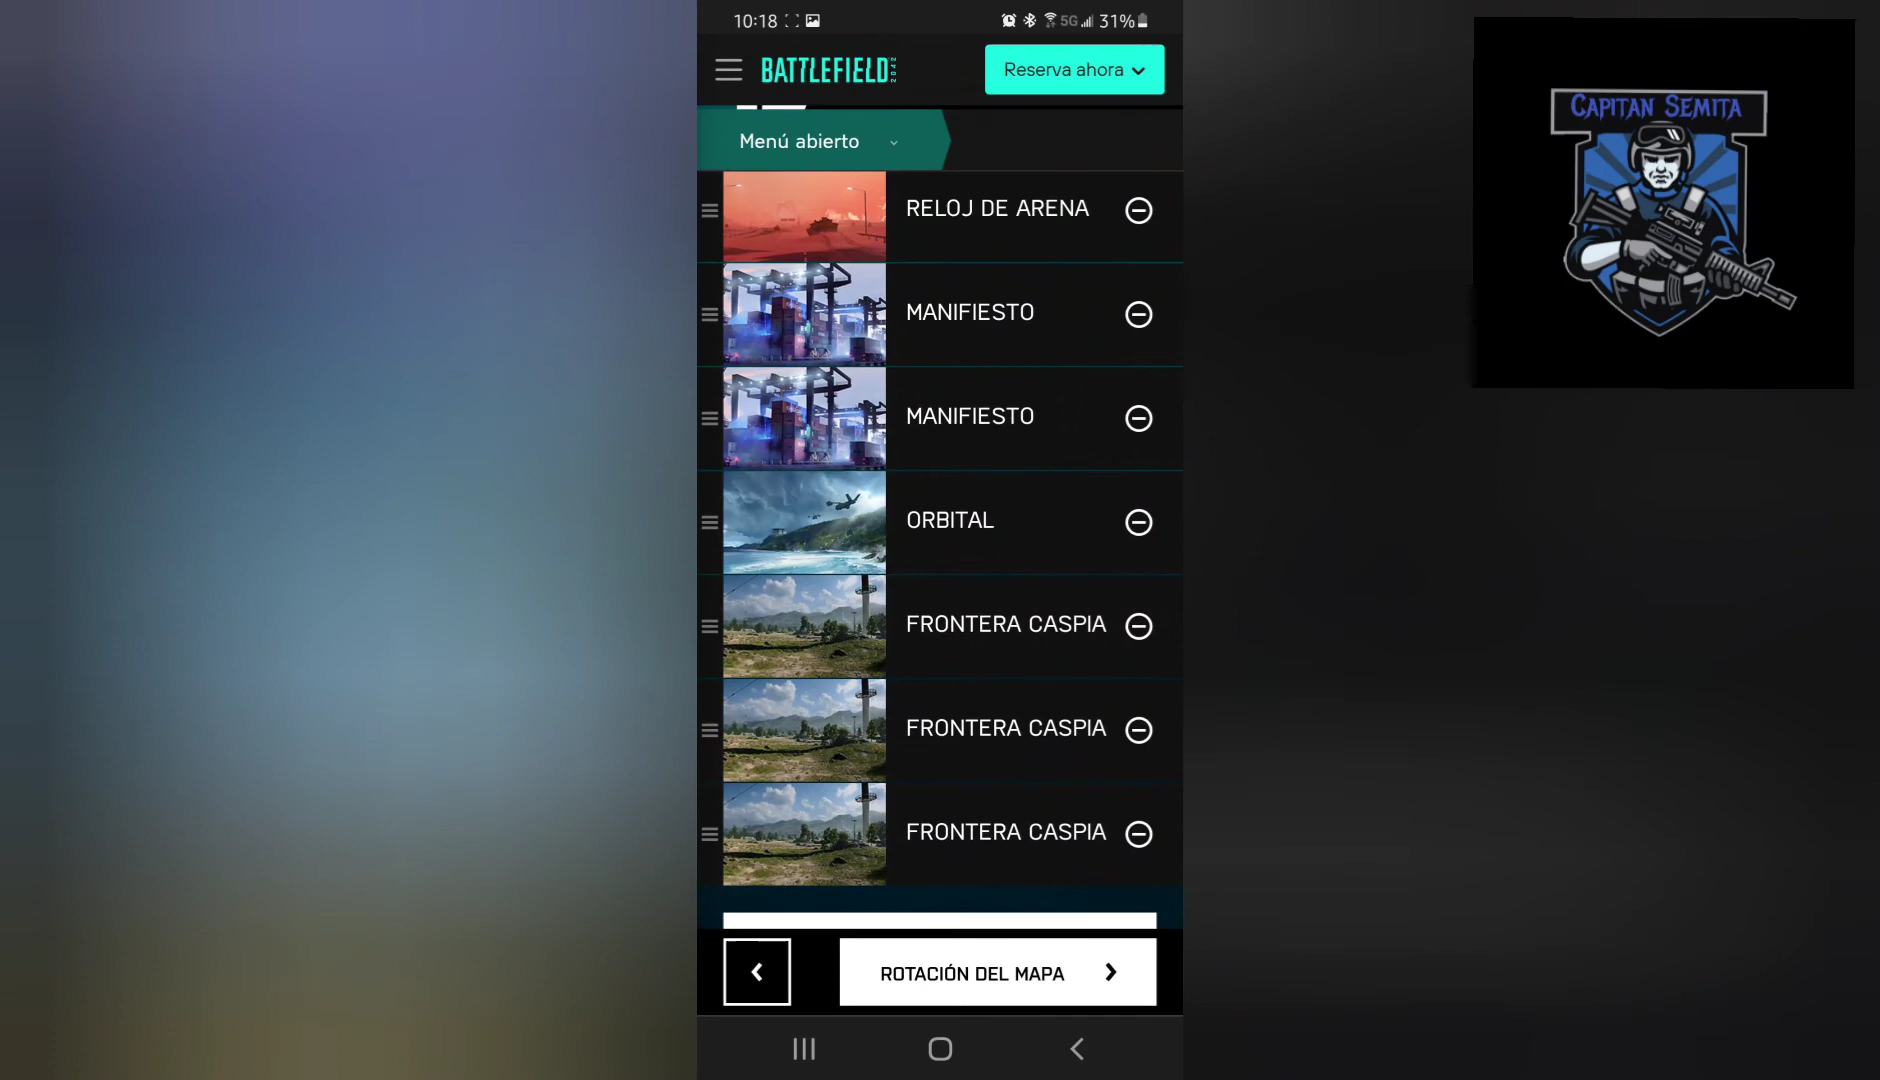 10:18
5G
31%
BATTLEFIELD
2042
Reserva ahora
CAPITAN SEMITA
Menú abierto
RELOJ DE ARENA
MANIFIESTO
MANIFIESTO
ORBITAL
FRONTERA CASPIA
FRONTERA CASPIA
FRONTERA CASPIA
ROTACIÓN DEL MAPA